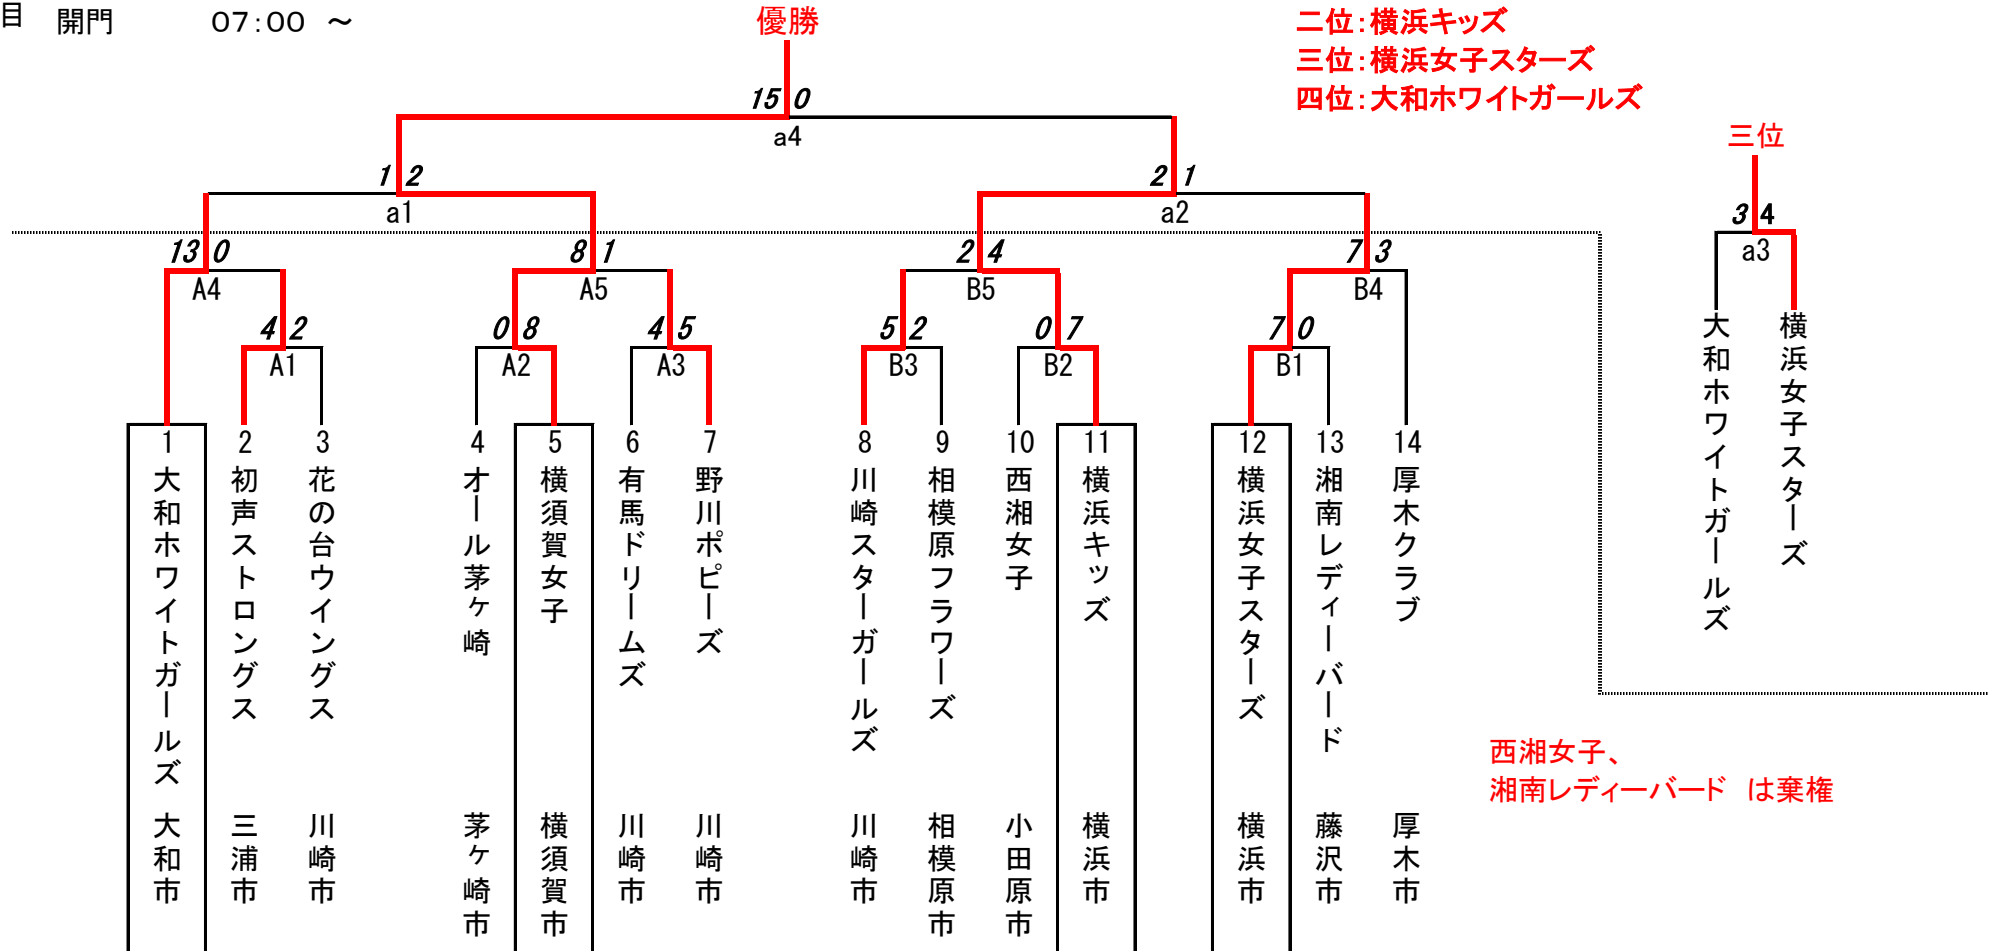 目 開門 07:00 ～
優勝
二位:横浜キッズ
三位:横浜女子スターズ
四位:大和ホワイトガールズ
15 0
a4
三位
1 2
a1
2 1
a2
3 4
a3
13 0
A4
8 1
A5
2 4
B5
7 3
B4
4 2
A1
0 8
A2
4 5
A3
5 2
B3
0 7
B2
7 0
B1
大和ホワイトガールズ
横浜女子スターズ
1 大和ホワイトガールズ 大和市
2 初声ストロングス 三浦市
3 花の台ウイングス 川崎市
4 オール茅ヶ崎 茅ヶ崎市
5 横須賀女子 横須賀市
6 有馬ドリームズ 川崎市
7 野川ポピーズ 川崎市
8 川崎スターガールズ 川崎市
9 相模原フラワーズ 相模原市
10 西湘女子 小田原市
11 横浜キッズ 横浜市
12 横浜女子スターズ 横浜市
13 湘南レディーバード 藤沢市
14 厚木クラブ 厚木市
西湘女子、
湘南レディーバード は棄権